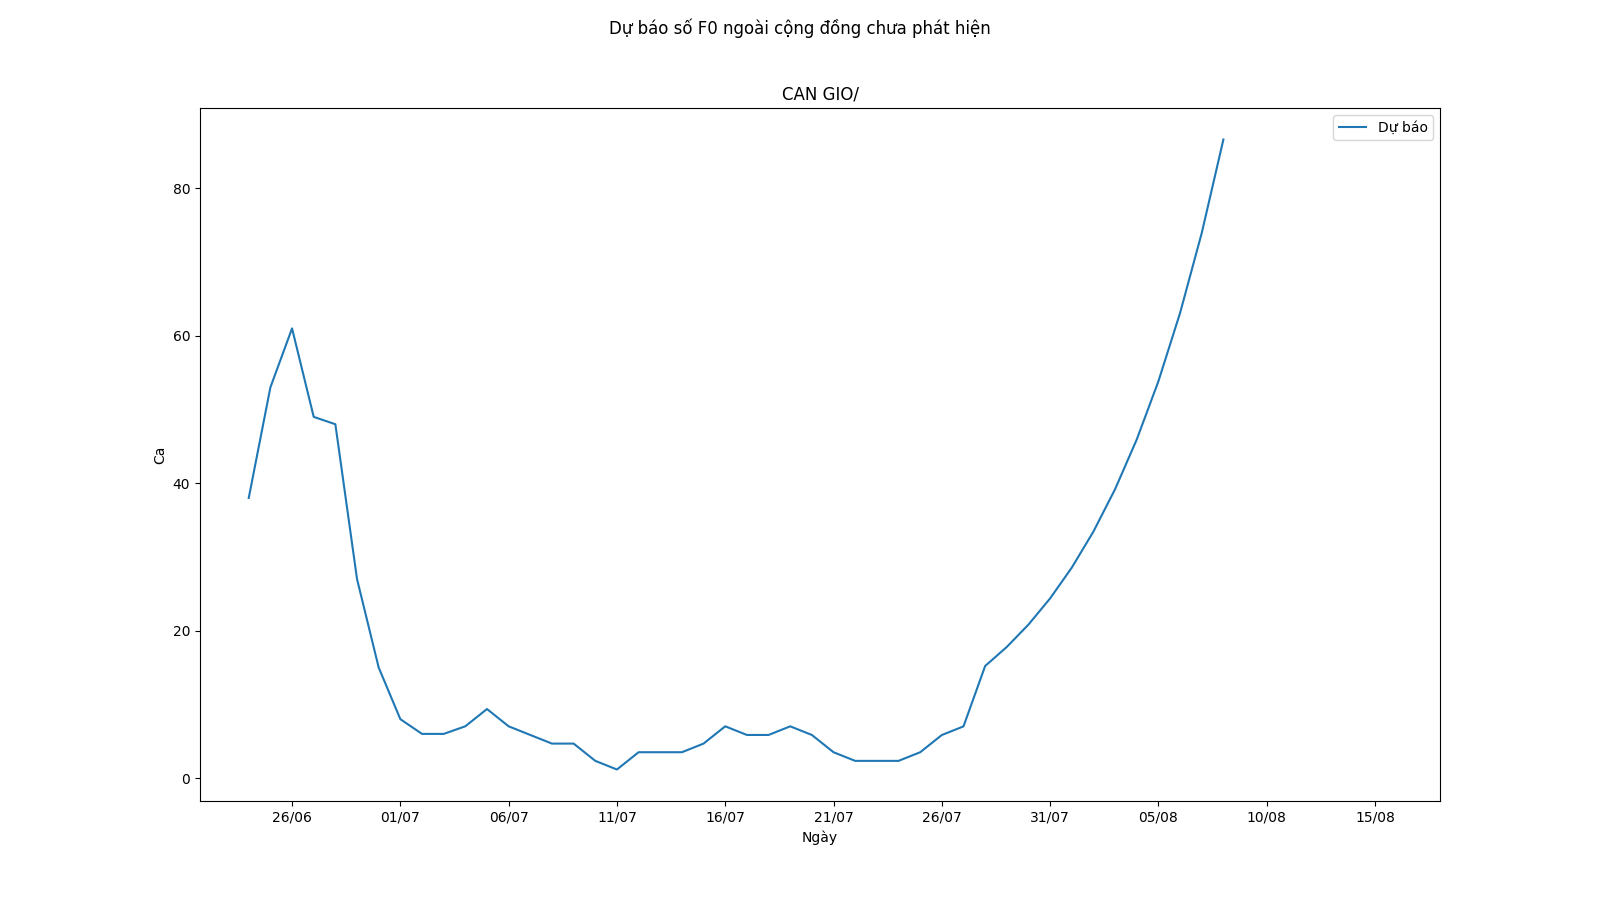 Dự báo số F0 ngoài cộng đồng chưa phát hiện
CAN GIO/
Dự báo
80
60
40
20
0
Ca
26/06 01/07 06/07 11/07 16/07 21/07 26/07 31/07 05/08 10/08 15/08
Ngày